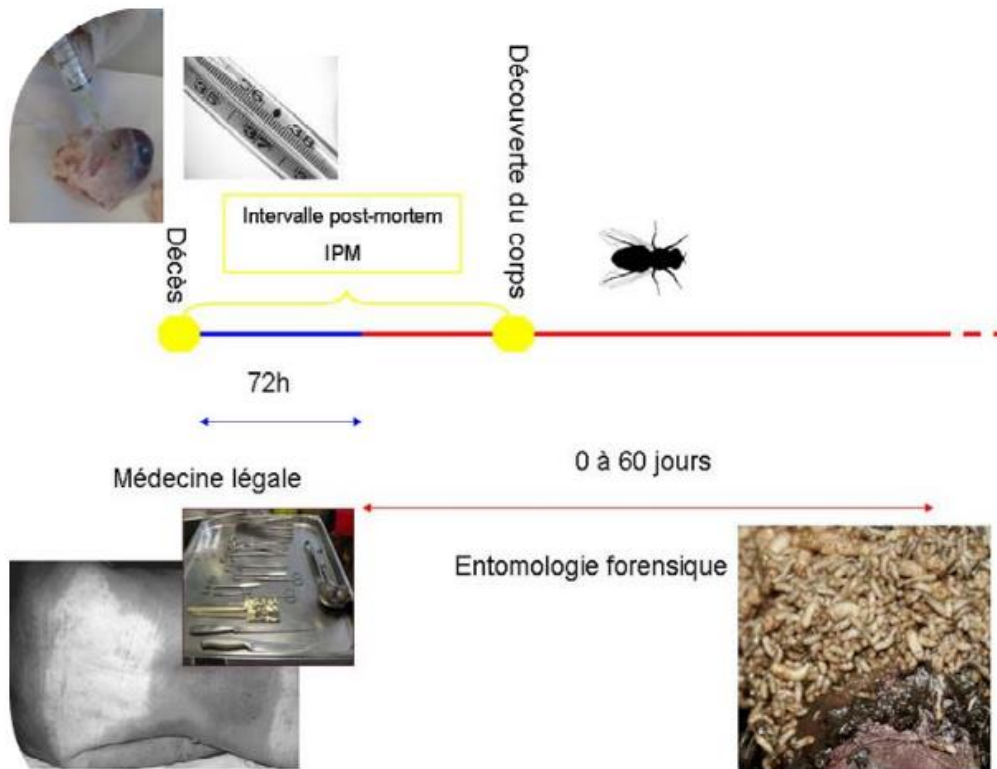 35 36 37 38
Intervalle post-mortem
IPM
Décès
Découverte du corps
72h
0 à 60 jours
Médecine légale
Entomologie forensique